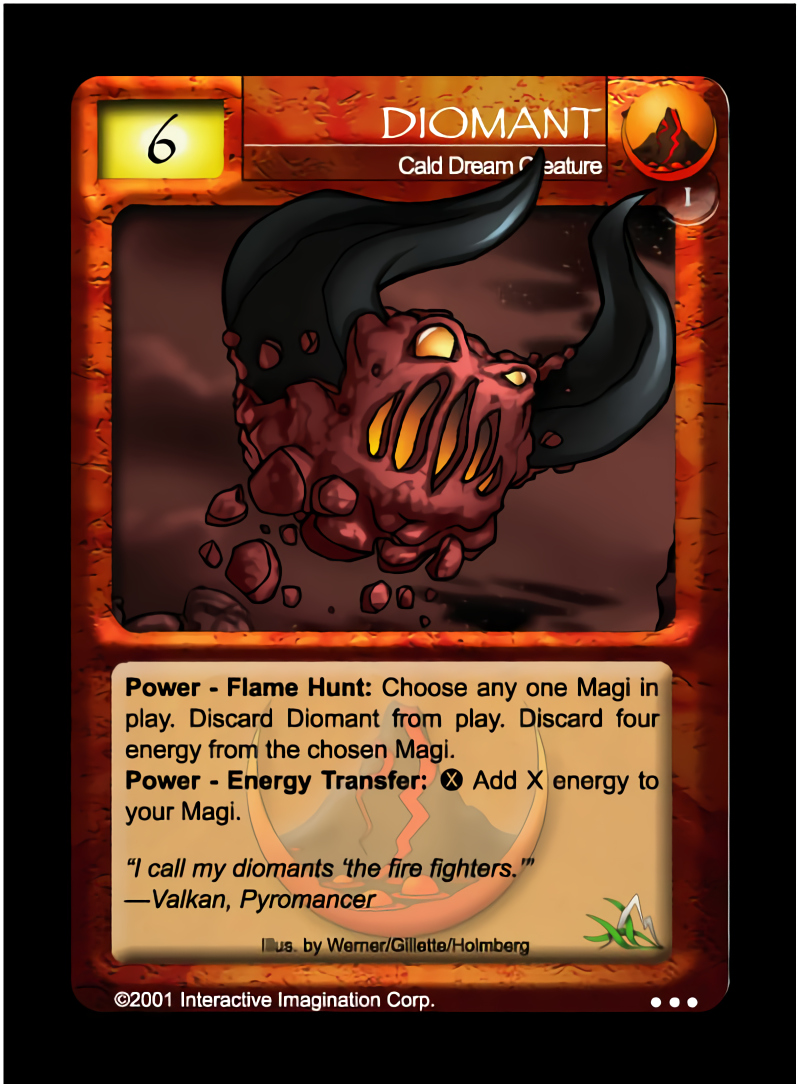 6
DIOMANT
Cald Dream Creature
I
Power - Flame Hunt: Choose any one Magi in
play. Discard Diomant from play. Discard four
energy from the chosen Magi.
Power - Energy Transfer: Ⓧ Add X energy to
your Magi.
“I call my diomants ‘the fire fighters.’”
—Valkan, Pyromancer
Illus. by Werner/Gillette/Holmberg
©2001 Interactive Imagination Corp.